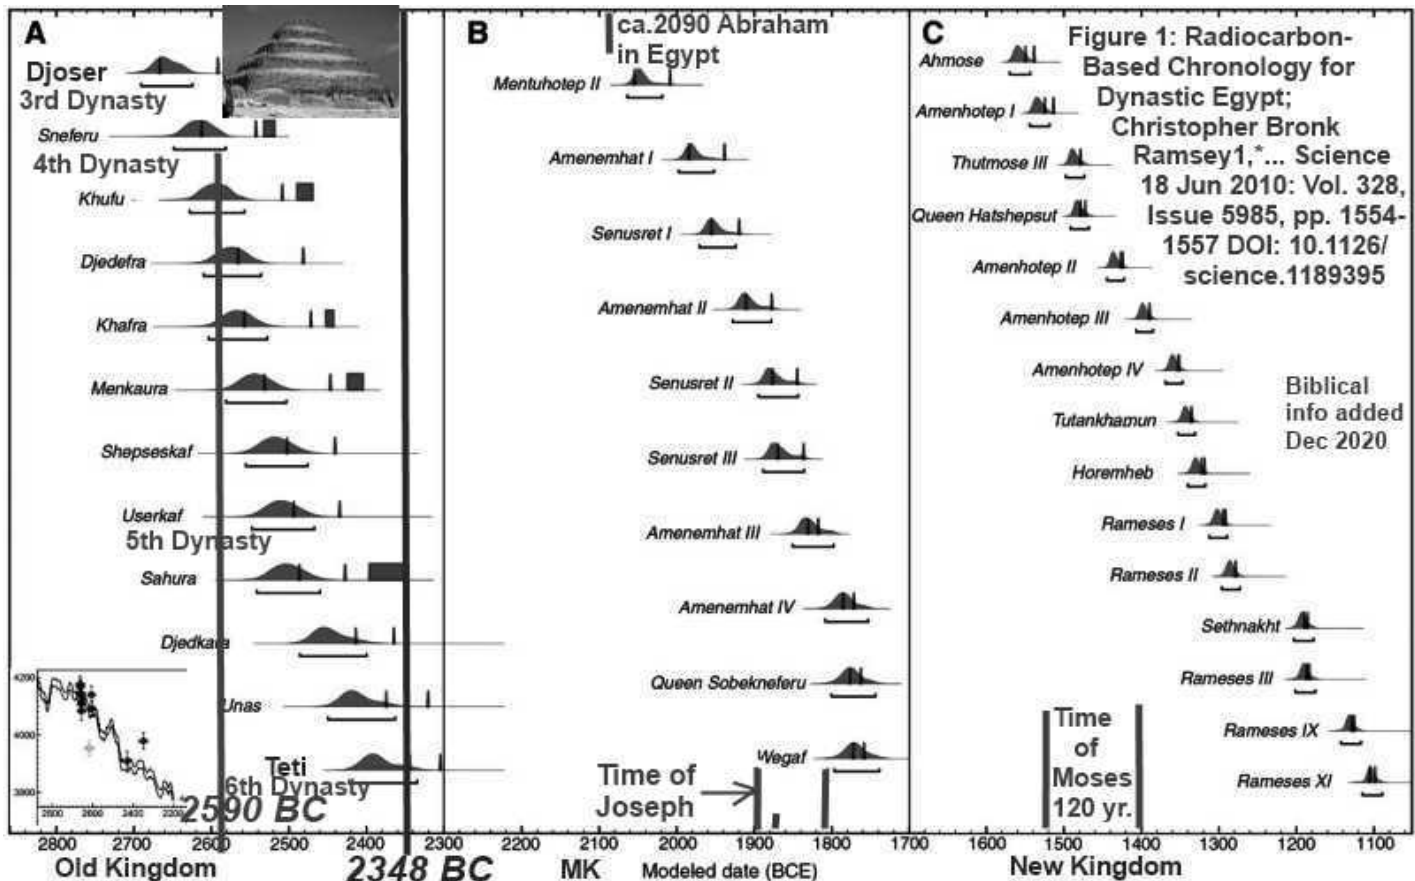 A
Djoser
3rd Dynasty
Sneferu
4th Dynasty
Khufu
Djedefra
Khafra
Menkaura
Shepseskaf
Userkaf
5th Dynasty
Sahura
Djedkara
Unas
Teti
6th Dynasty
2590 BC
4200
4000
3800
2800 2600 2400 2200
2800 2700 2600 2500 2400 2300
Old Kingdom
2348 BC
B
ca.2090 Abraham
in Egypt
Mentuhotep II
Amenemhat I
Senusret I
Amenemhat II
Senusret II
Senusret III
Amenemhat III
Amenemhat IV
Queen Sobekneferu
Wegaf
Time of
Joseph
2200 2100 2000 1900 1800 1700
MK
Modeled date (BCE)
C
Figure 1: Radiocarbon-
Based Chronology for
Dynastic Egypt;
Christopher Bronk
Ramsey1,*... Science
18 Jun 2010: Vol. 328,
Issue 5985, pp. 1554-
1557 DOI: 10.1126/
science.1189395
Ahmose
Amenhotep I
Thutmose III
Queen Hatshepsut
Amenhotep II
Amenhotep III
Amenhotep IV
Tutankhamun
Horemheb
Biblical
info added
Dec 2020
Rameses I
Rameses II
Sethnakht
Rameses III
Rameses IX
Rameses XI
Time
of
Moses
120 yr.
1600 1500 1400 1300 1200 1100
New Kingdom